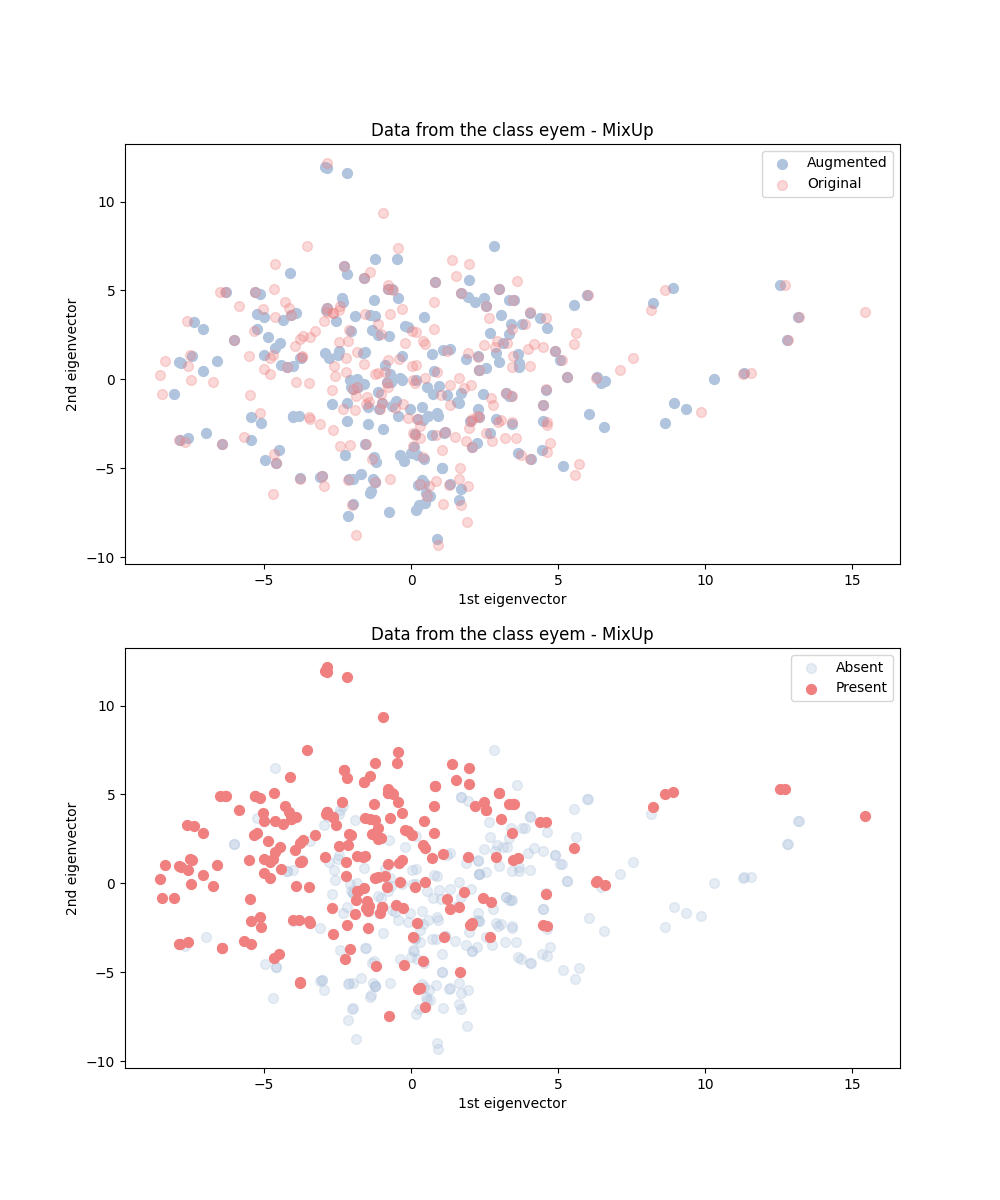 Data from the class eyem - MixUp
Augmented
Original
10
5
0
−5
−10
2nd eigenvector
−5
0
5
10
15
1st eigenvector
Data from the class eyem - MixUp
Absent
Present
10
5
0
−5
−10
2nd eigenvector
−5
0
5
10
15
1st eigenvector